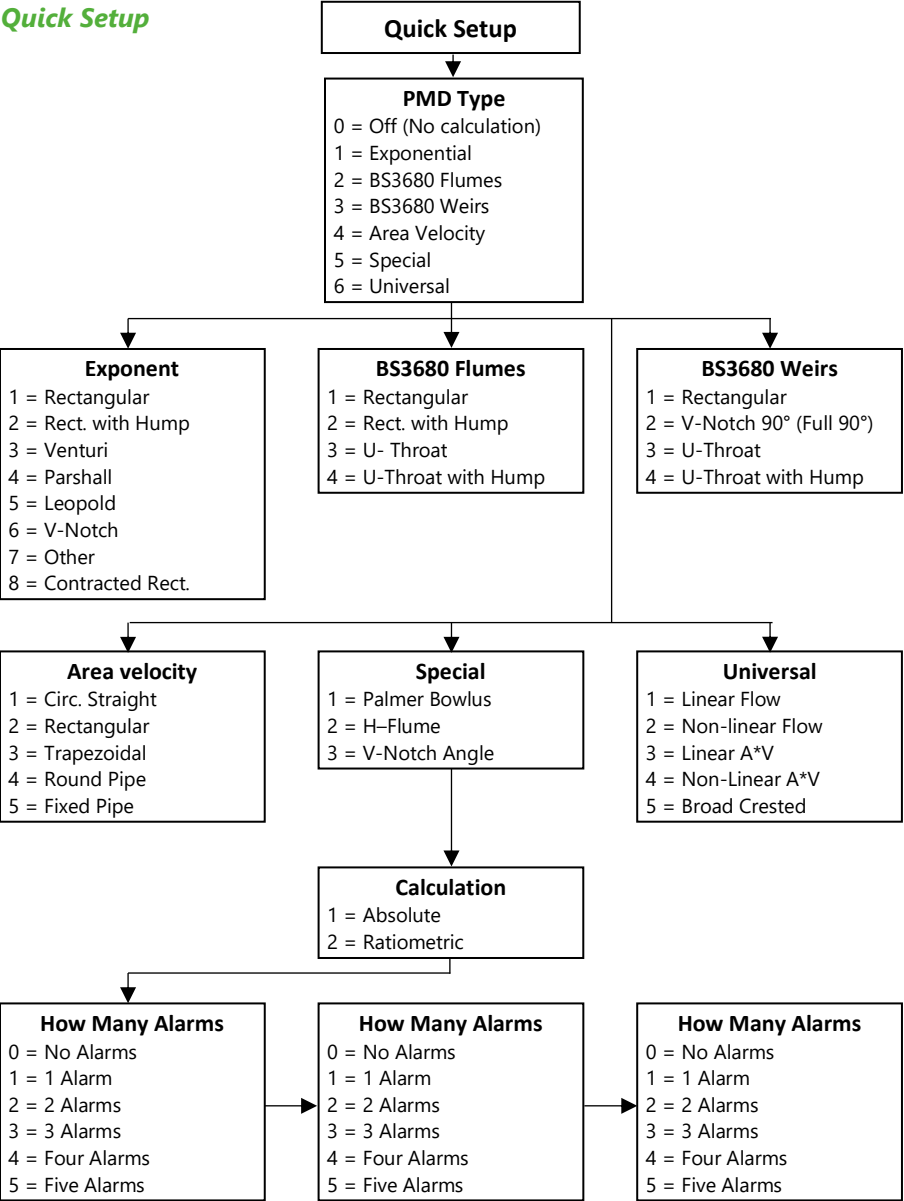 Quick Setup
Quick Setup
PMD Type
0 = Off (No calculation)
1 = Exponential
2 = BS3680 Flumes
3 = BS3680 Weirs
4 = Area Velocity
5 = Special
6 = Universal
Exponent
1 = Rectangular
2 = Rect. with Hump
3 = Venturi
4 = Parshall
5 = Leopold
6 = V-Notch
7 = Other
8 = Contracted Rect.
BS3680 Flumes
1 = Rectangular
2 = Rect. with Hump
3 = U- Throat
4 = U-Throat with Hump
BS3680 Weirs
1 = Rectangular
2 = V-Notch 90° (Full 90°)
3 = U-Throat
4 = U-Throat with Hump
Area velocity
1 = Circ. Straight
2 = Rectangular
3 = Trapezoidal
4 = Round Pipe
5 = Fixed Pipe
Special
1 = Palmer Bowlus
2 = H–Flume
3 = V-Notch Angle
Universal
1 = Linear Flow
2 = Non-linear Flow
3 = Linear A*V
4 = Non-Linear A*V
5 = Broad Crested
Calculation
1 = Absolute
2 = Ratiometric
How Many Alarms
0 = No Alarms
1 = 1 Alarm
2 = 2 Alarms
3 = 3 Alarms
4 = Four Alarms
5 = Five Alarms
How Many Alarms
0 = No Alarms
1 = 1 Alarm
2 = 2 Alarms
3 = 3 Alarms
4 = Four Alarms
5 = Five Alarms
How Many Alarms
0 = No Alarms
1 = 1 Alarm
2 = 2 Alarms
3 = 3 Alarms
4 = Four Alarms
5 = Five Alarms